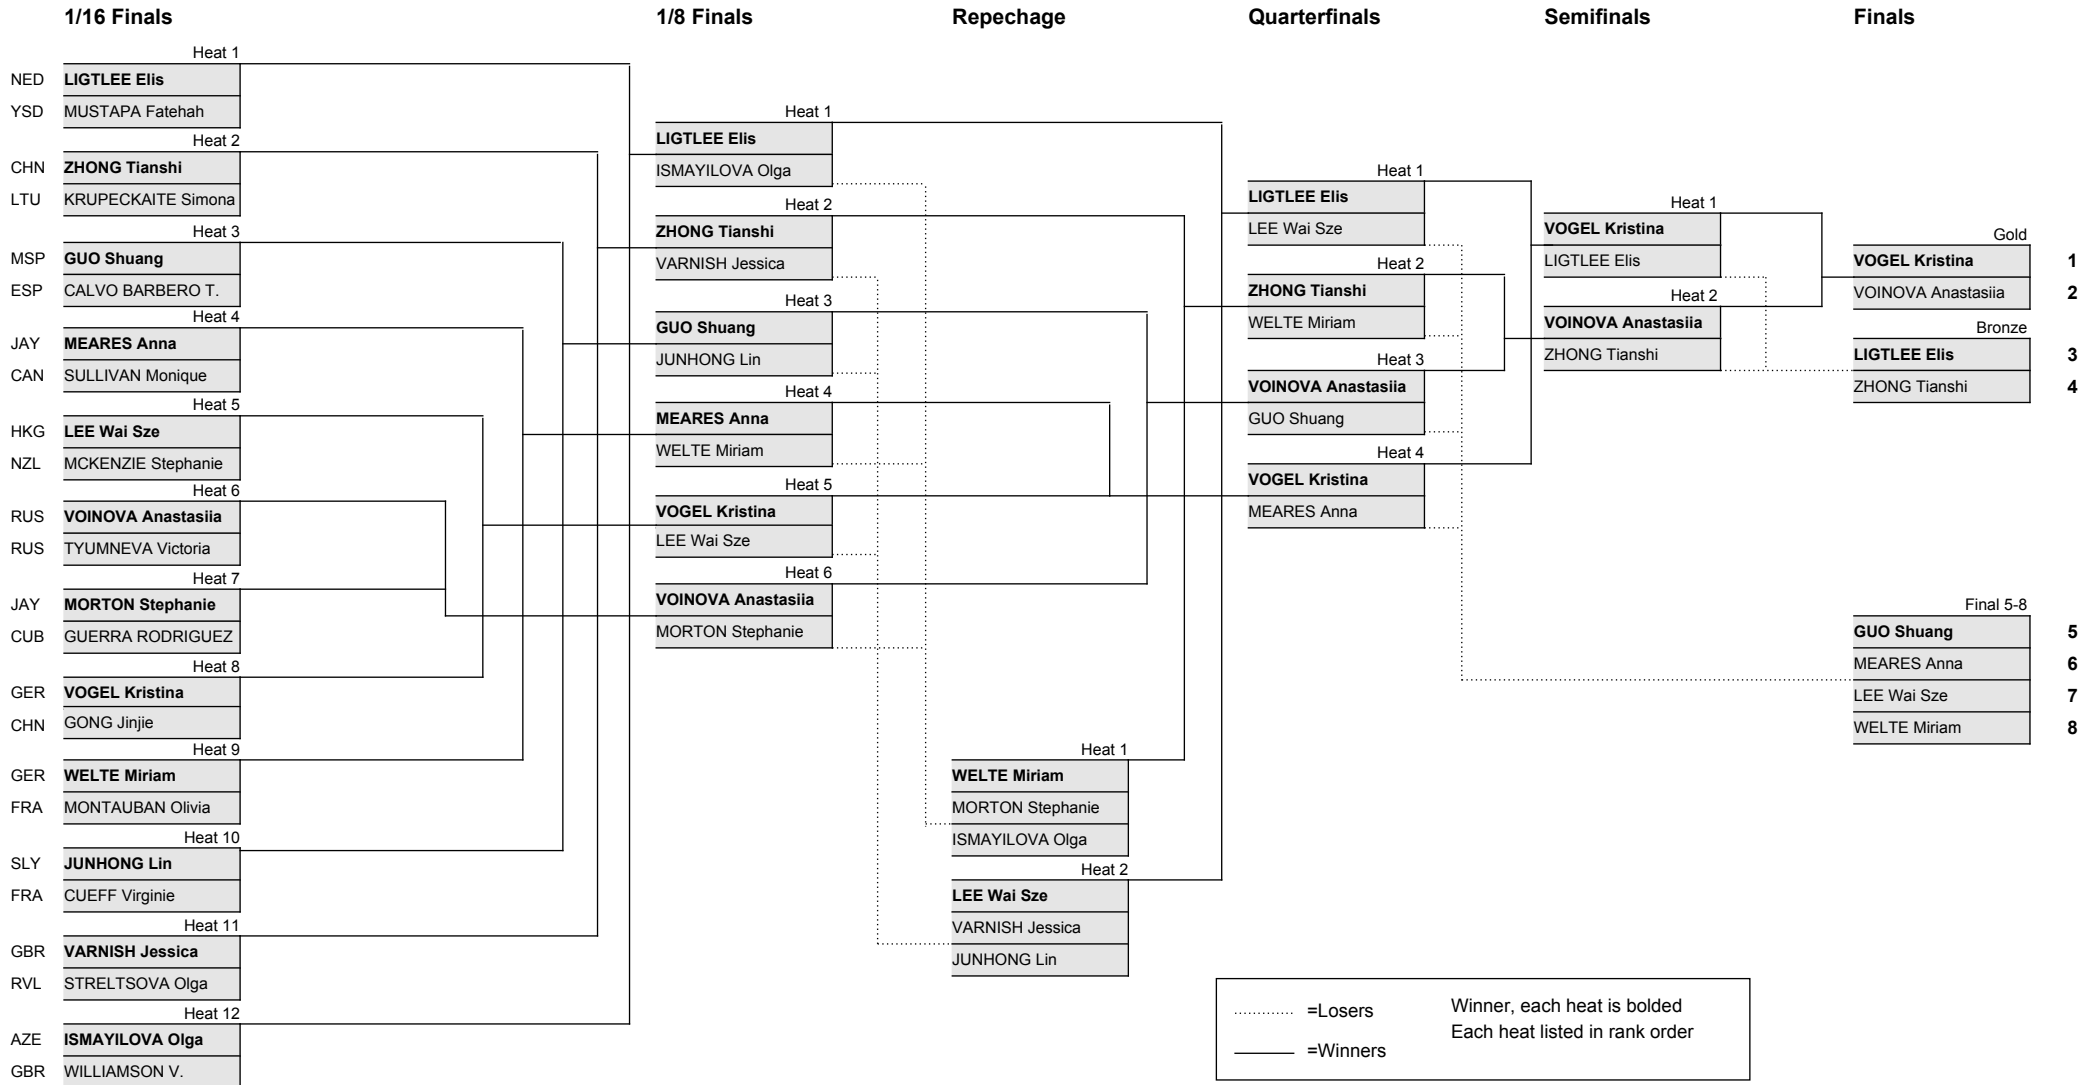 1/16 Finals 1/8 Finals Repechage Quarterfinals Semifinals Finals
Heat 1
NED LIGTLEE Elis
YSD MUSTAPA Fatehah
Heat 2
CHN ZHONG Tianshi
LTU KRUPECKAITE Simona
Heat 3
MSP GUO Shuang
ESP CALVO BARBERO T.
Heat 4
JAY MEARES Anna
CAN SULLIVAN Monique
Heat 5
HKG LEE Wai Sze
NZL MCKENZIE Stephanie
Heat 6
RUS VOINOVA Anastasiia
RUS TYUMNEVA Victoria
Heat 7
JAY MORTON Stephanie
CUB GUERRA RODRIGUEZ
Heat 8
GER VOGEL Kristina
CHN GONG Jinjie
Heat 9
GER WELTE Miriam
FRA MONTAUBAN Olivia
Heat 10
SLY JUNHONG Lin
FRA CUEFF Virginie
Heat 11
GBR VARNISH Jessica
RVL STRELTSOVA Olga
Heat 12
AZE ISMAYILOVA Olga
GBR WILLIAMSON V.
Heat 1
LIGTLEE Elis
ISMAYILOVA Olga
Heat 2
ZHONG Tianshi
VARNISH Jessica
Heat 3
GUO Shuang
JUNHONG Lin
Heat 4
MEARES Anna
WELTE Miriam
Heat 5
VOGEL Kristina
LEE Wai Sze
Heat 6
VOINOVA Anastasiia
MORTON Stephanie
Heat 1
WELTE Miriam
MORTON Stephanie
ISMAYILOVA Olga
Heat 2
LEE Wai Sze
VARNISH Jessica
JUNHONG Lin
Heat 1
LIGTLEE Elis
LEE Wai Sze
Heat 2
ZHONG Tianshi
WELTE Miriam
Heat 3
VOINOVA Anastasiia
GUO Shuang
Heat 4
VOGEL Kristina
MEARES Anna
Heat 1
VOGEL Kristina
LIGTLEE Elis
Heat 2
VOINOVA Anastasiia
ZHONG Tianshi
Gold
VOGEL Kristina 1
VOINOVA Anastasiia 2
Bronze
LIGTLEE Elis 3
ZHONG Tianshi 4
Final 5-8
GUO Shuang 5
MEARES Anna 6
LEE Wai Sze 7
WELTE Miriam 8
=Losers Winner, each heat is bolded
Each heat listed in rank order
=Winners